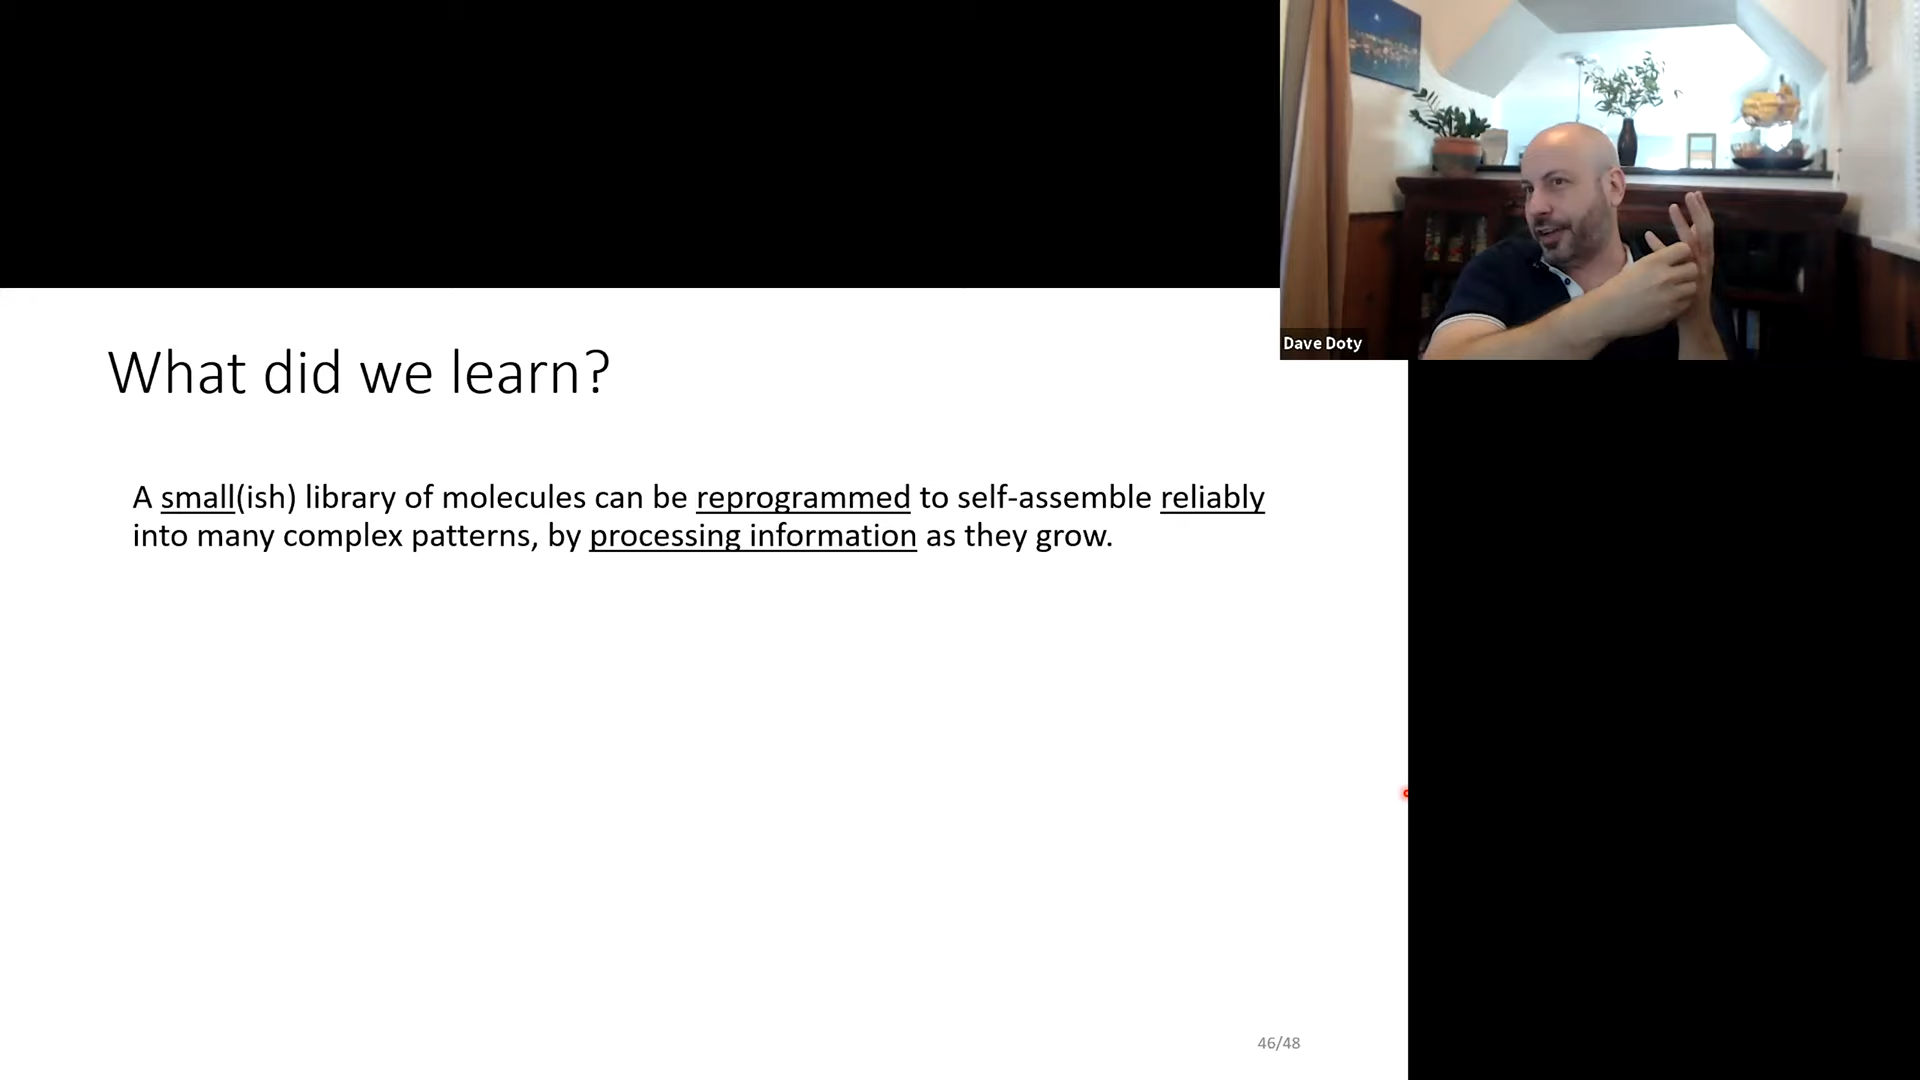 Dave Doty
What did we learn?
A small(ish) library of molecules can be reprogrammed to self-assemble reliably
into many complex patterns, by processing information as they grow.
46/48